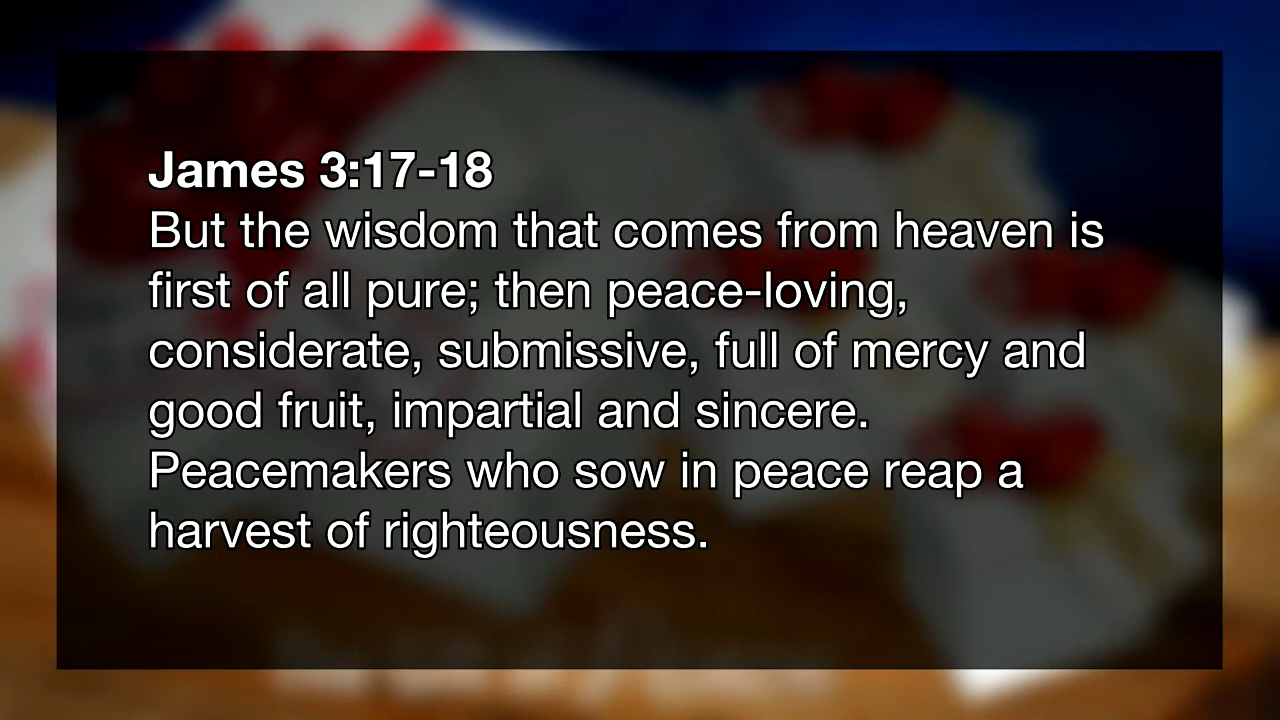 James 3:17-18
But the wisdom that comes from heaven is
first of all pure; then peace-loving,
considerate, submissive, full of mercy and
good fruit, impartial and sincere.
Peacemakers who sow in peace reap a
harvest of righteousness.